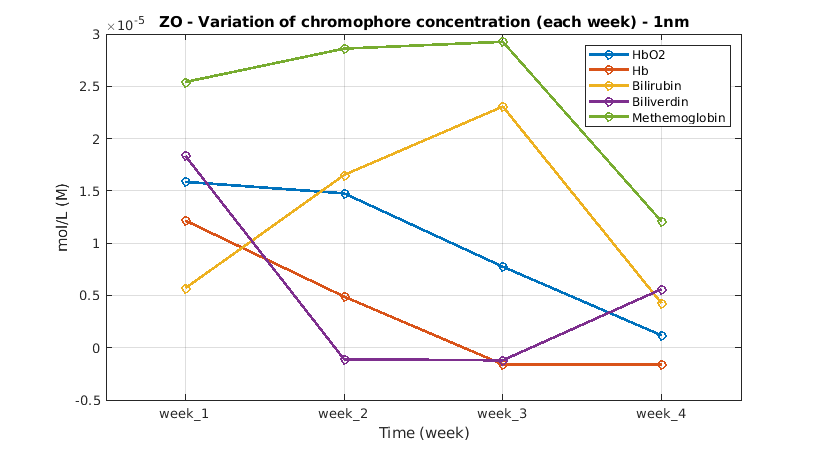 ×10⁻⁵ ZO - Variation of chromophore concentration (each week) - 1nm
3
2.5
2
1.5
1
0.5
0
-0.5
mol/L (M)
HbO2
Hb
Bilirubin
Biliverdin
Methemoglobin
week_1 week_2 week_3 week_4
Time (week)